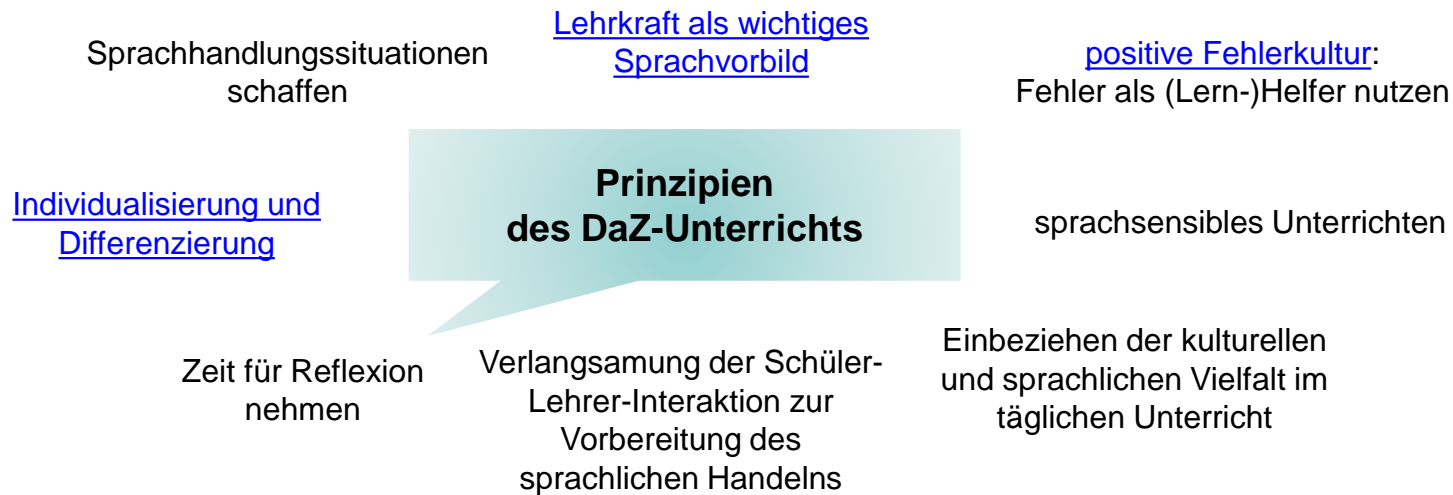 Sprachhandlungssituationen
schaffen
Lehrkraft als wichtiges
Sprachvorbild
positive Fehlerkultur:
Fehler als (Lern-)Helfer nutzen
Individualisierung und
Differenzierung
Prinzipien
des DaZ-Unterrichts
sprachsensibles Unterrichten
Zeit für Reflexion
nehmen
Verlangsamung der Schüler-
Lehrer-Interaktion zur
Vorbereitung des
sprachlichen Handelns
Einbeziehen der kulturellen
und sprachlichen Vielfalt im
täglichen Unterricht